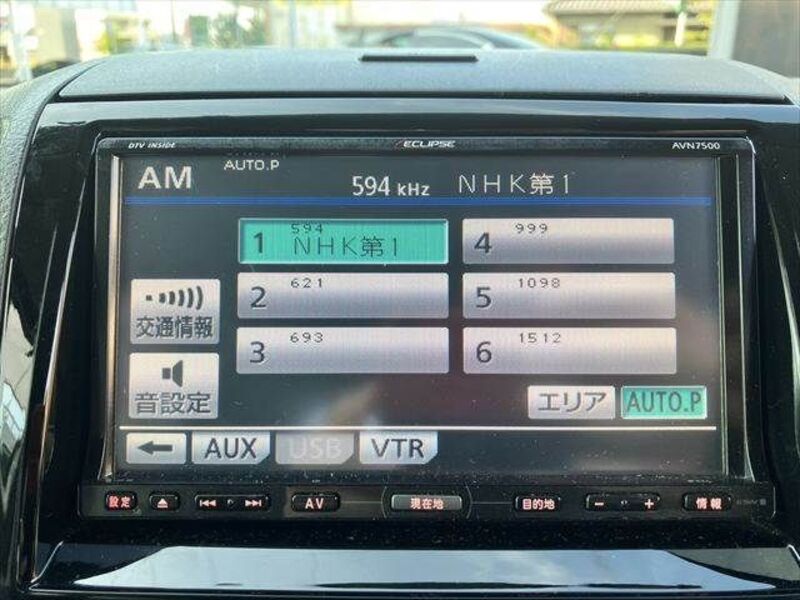 DTV INSIDE
ECLIPSE
AVN7500
AM
AUTO.P
594 kHz NHK第1
1 594 NHK第1
4 999
2 621
5 1098
3 693
6 1512
交通情報
音設定
エリア
AUTO.P
AUX
USB
VTR
設定
AV
現在地
目的地
情報